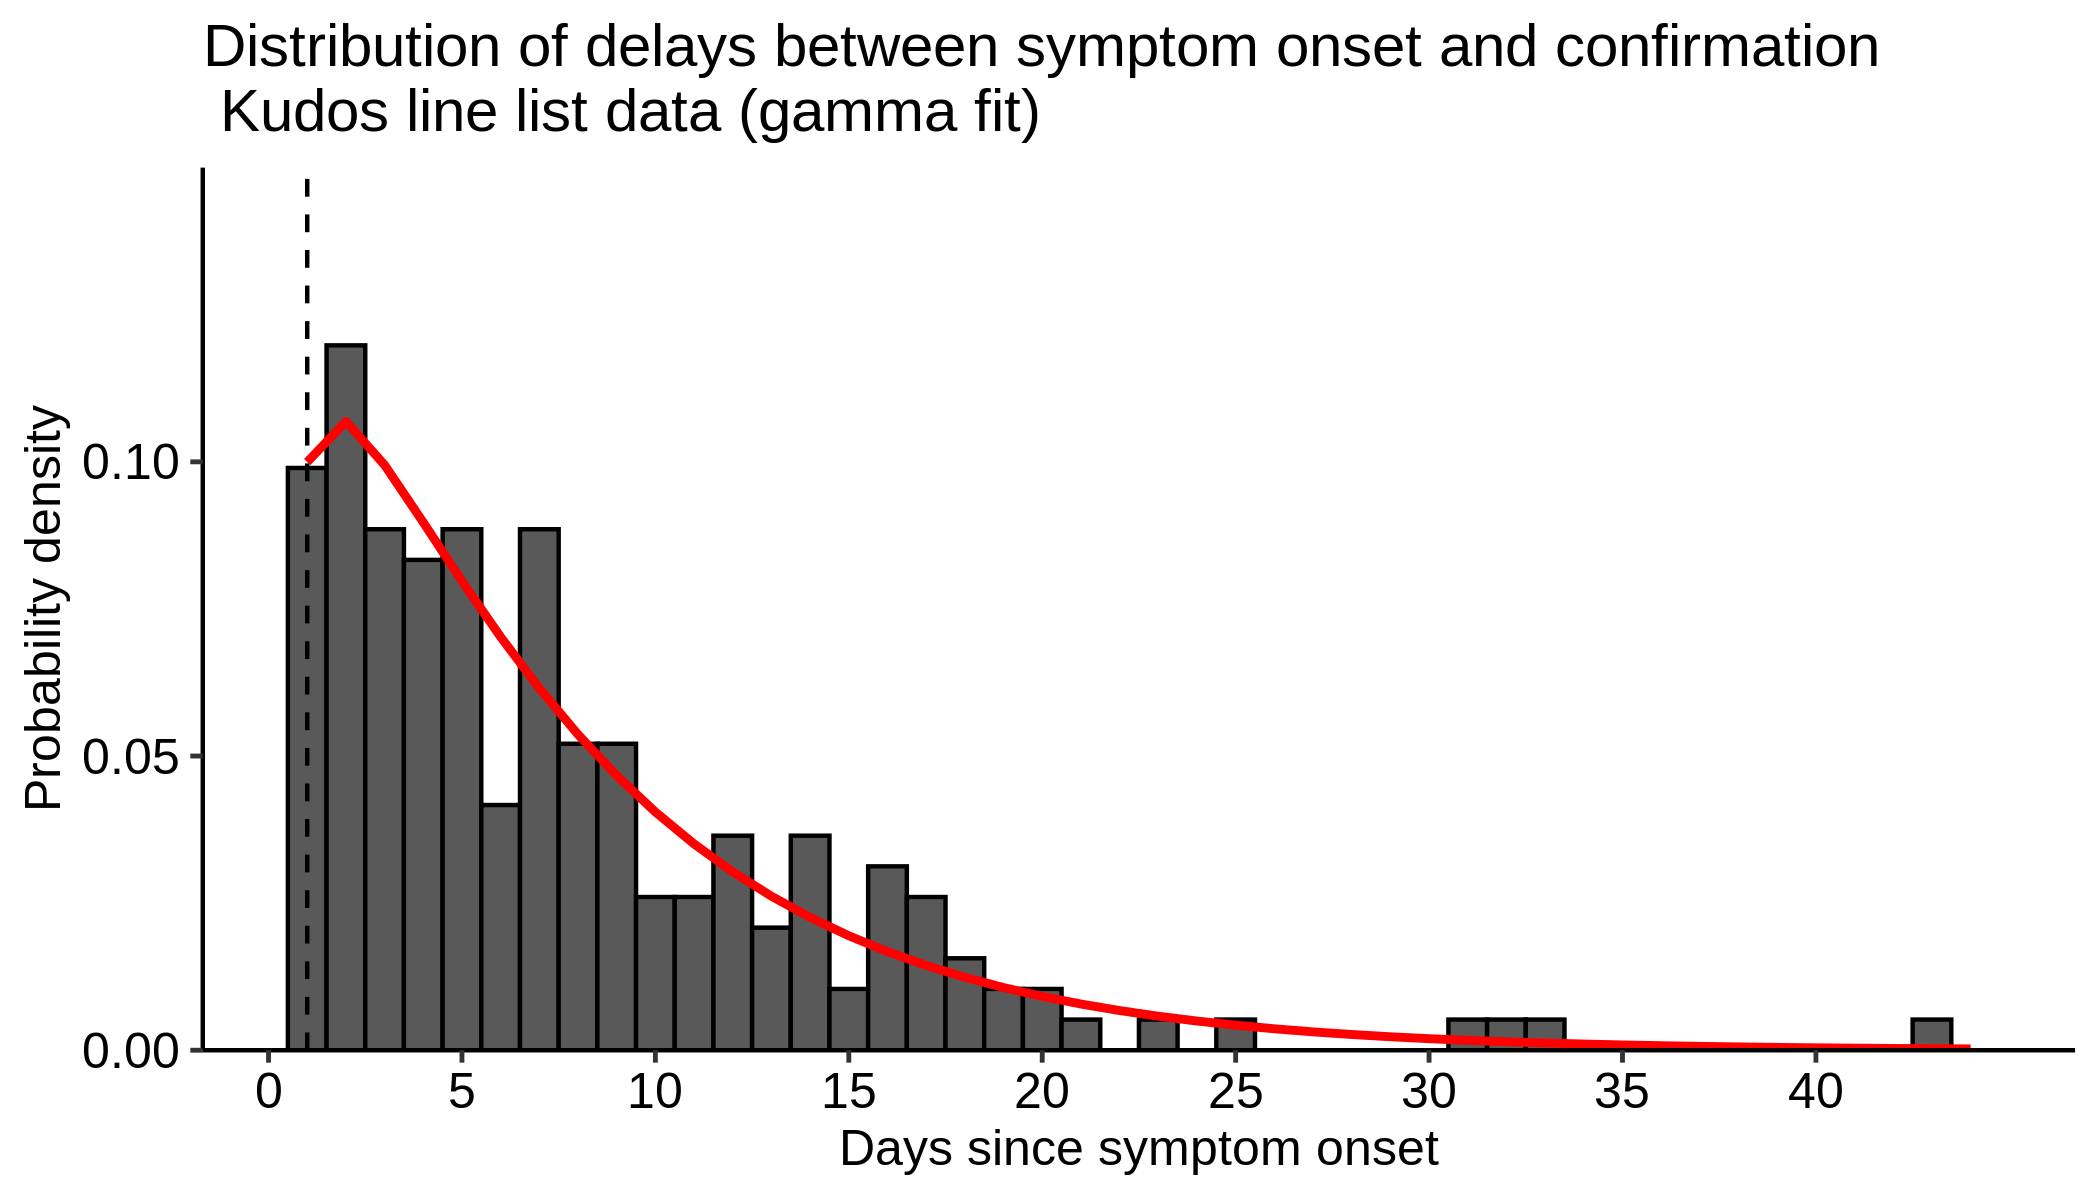 Distribution of delays between symptom onset and confirmation
Kudos line list data (gamma fit)
Probability density
0.10
0.05
0.00
0 5 10 15 20 25 30 35 40
Days since symptom onset